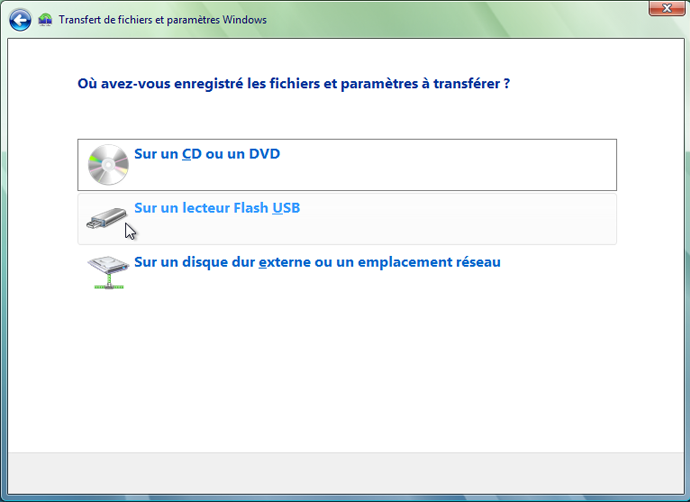 Transfert de fichiers et paramètres Windows
Où avez-vous enregistré les fichiers et paramètres à transférer ?
Sur un CD ou un DVD
Sur un lecteur Flash USB
Sur un disque dur externe ou un emplacement réseau